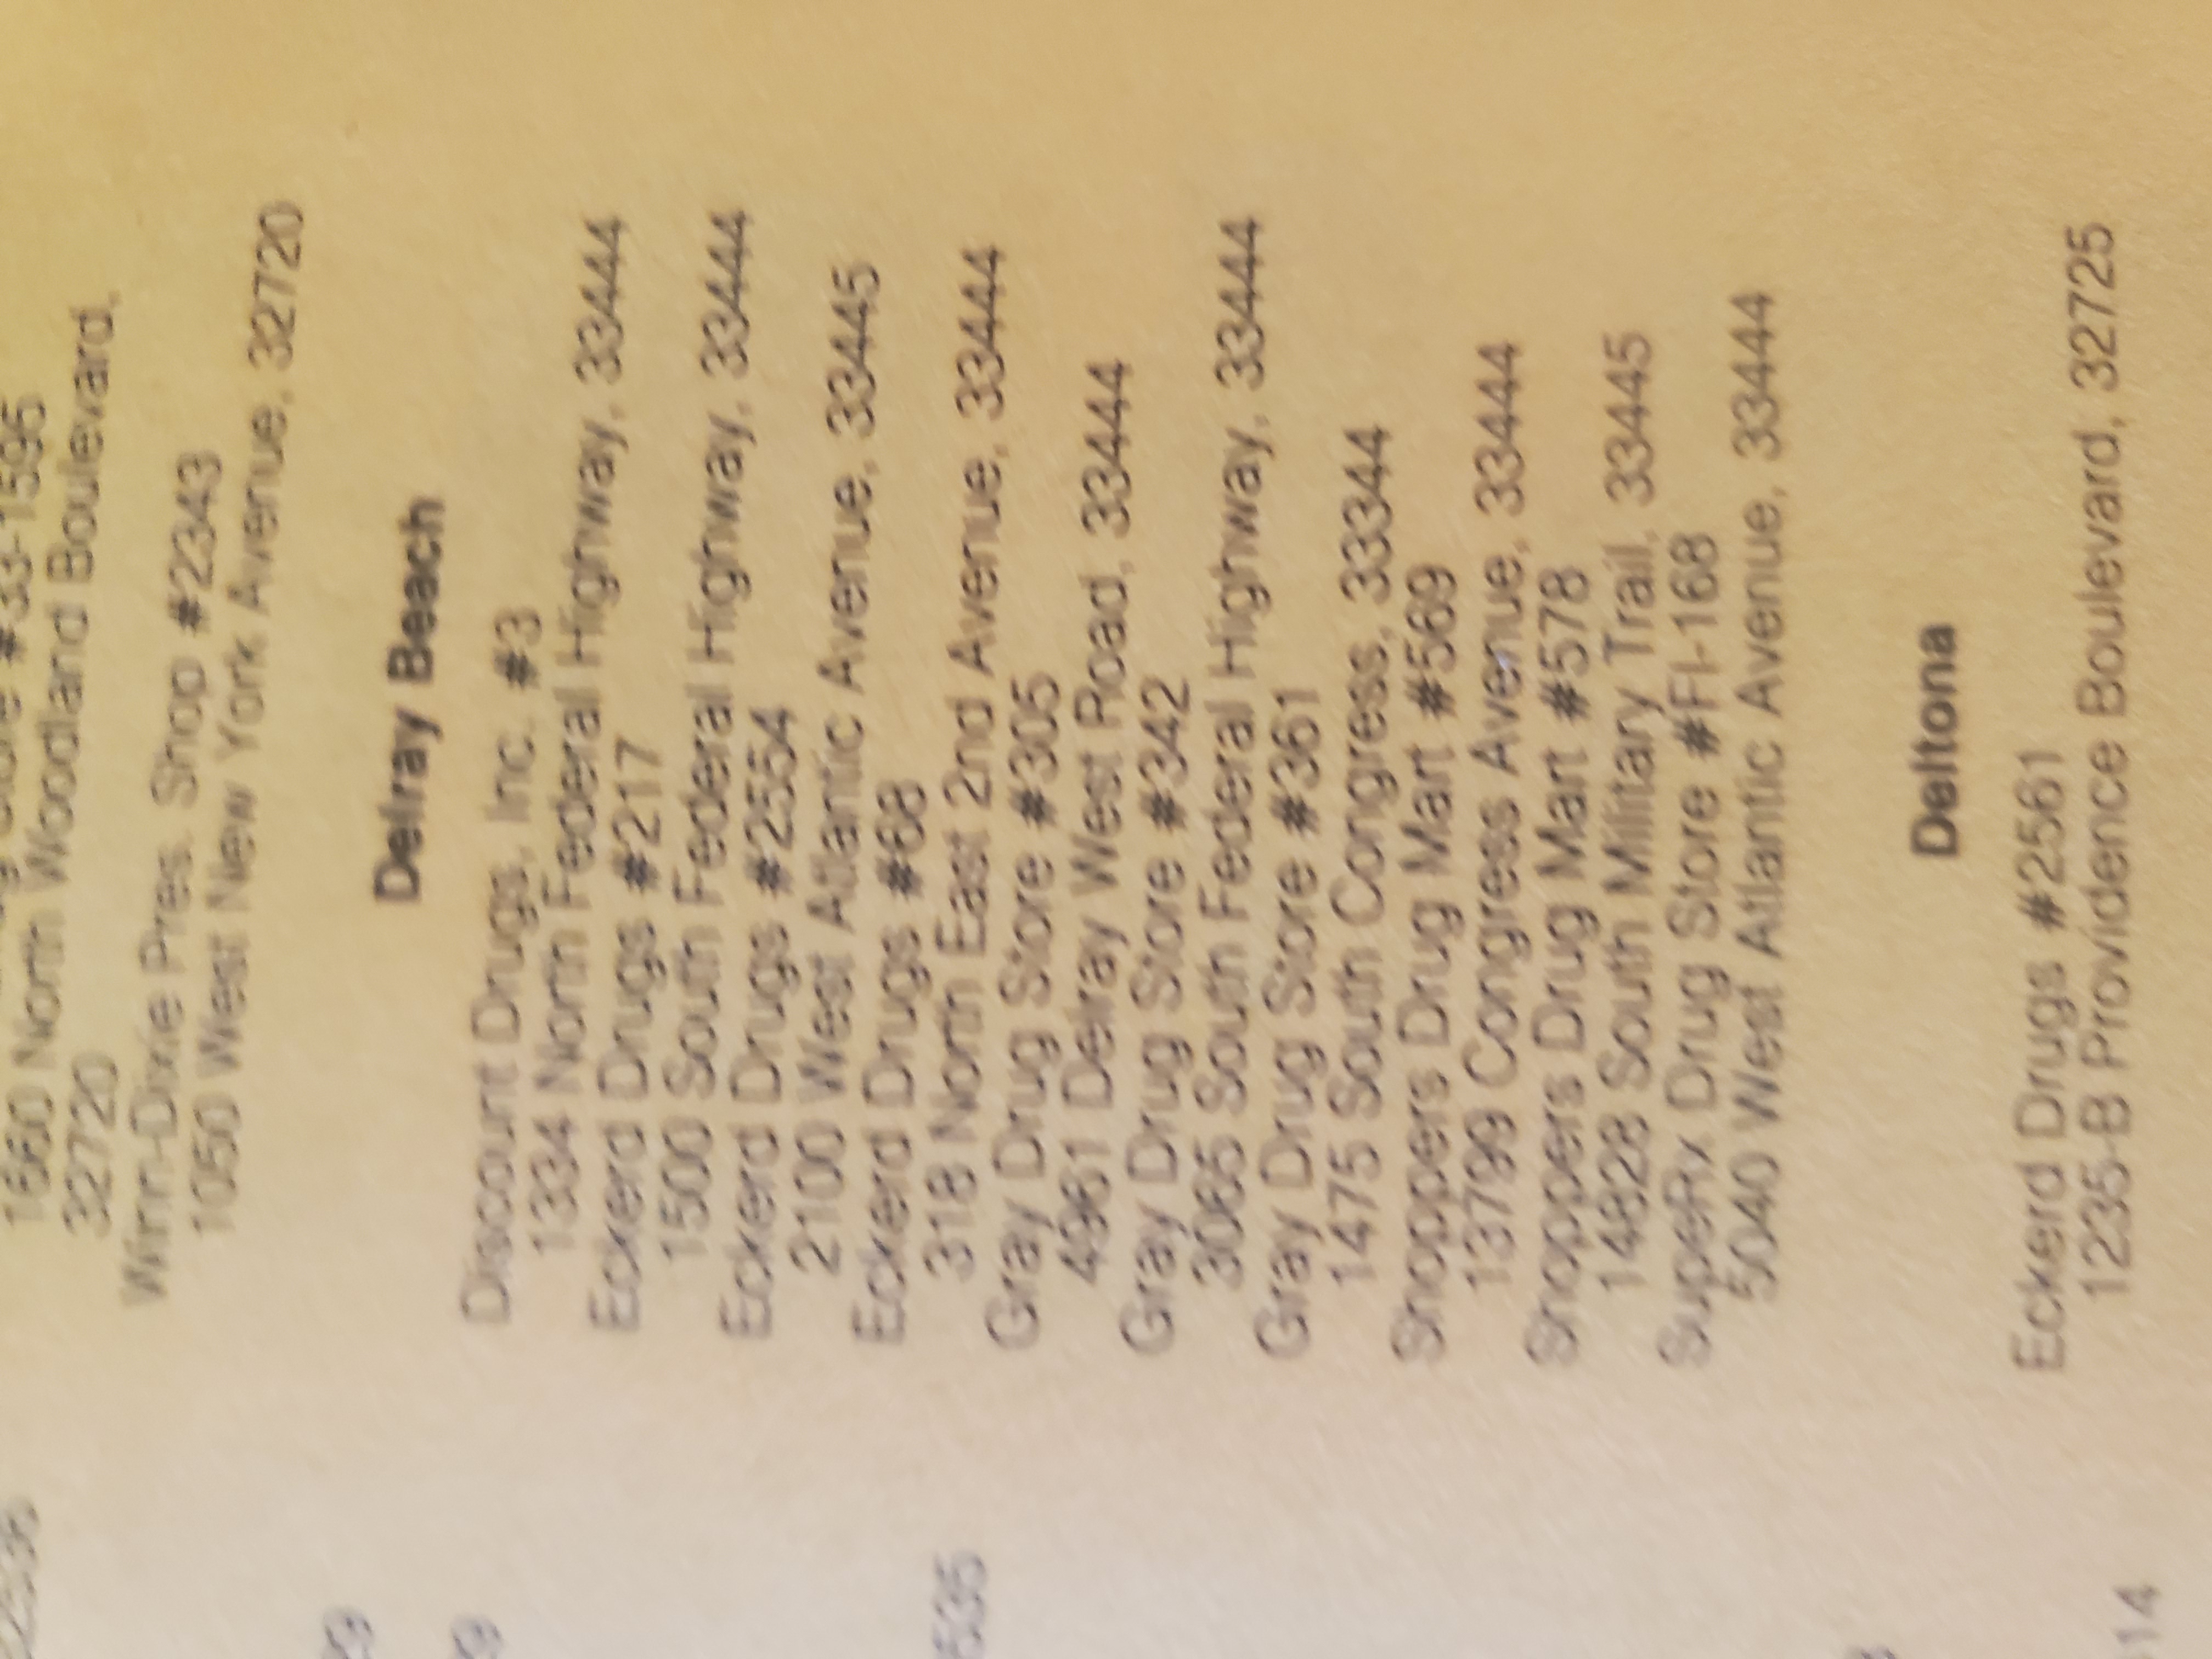 #33-1595
1660 North Woodland Boulevard,
32720
Winn-Dixie Pres. Shop #2343
1050 West New York Avenue, 32720
Delray Beach
Discount Drugs, Inc. #3
1334 North Federal Highway, 33444
Eckerd Drugs #217
1500 South Federal Highway, 33444
Eckerd Drugs #2554
2100 West Atlantic Avenue, 33445
Eckerd Drugs #68
318 North East 2nd Avenue, 33444
Gray Drug Store #305
4961 Delray West Road, 33444
Gray Drug Store #342
3065 South Federal Highway, 33444
Gray Drug Store #361
1475 South Congress, 33344
Shoppers Drug Mart #569
13799 Congress Avenue, 33444
Shoppers Drug Mart #578
14828 South Military Trail, 33445
SupeRx Drug Store #Fl-168
5040 West Atlantic Avenue, 33444
Deltona
Eckerd Drugs #2561
1235-B Providence Boulevard, 32725
535
14